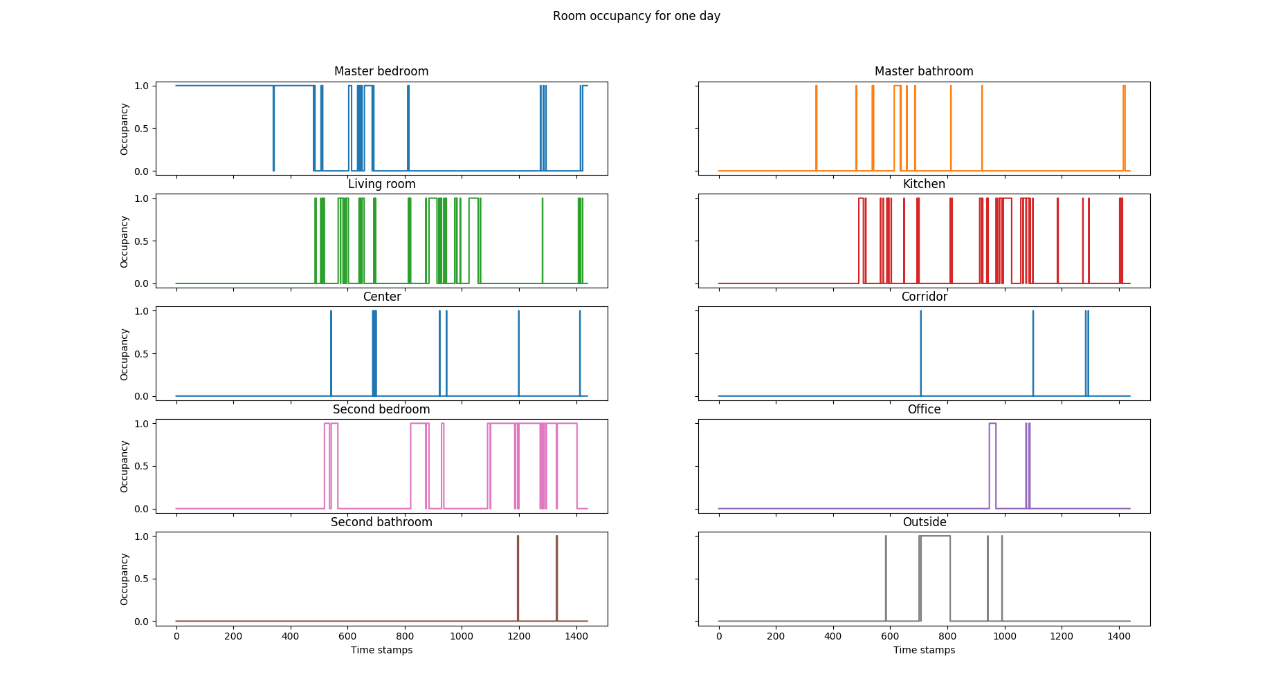 Room occupancy for one day
Master bedroom
1.0
0.5
0.0
Occupancy
Master bathroom
Living room
1.0
0.5
0.0
Occupancy
Kitchen
Center
1.0
0.5
0.0
Occupancy
Corridor
Second bedroom
1.0
0.5
0.0
Occupancy
Office
Second bathroom
1.0
0.5
0.0
Occupancy
0 200 400 600 800 1000 1200 1400
Time stamps
Outside
0 200 400 600 800 1000 1200 1400
Time stamps